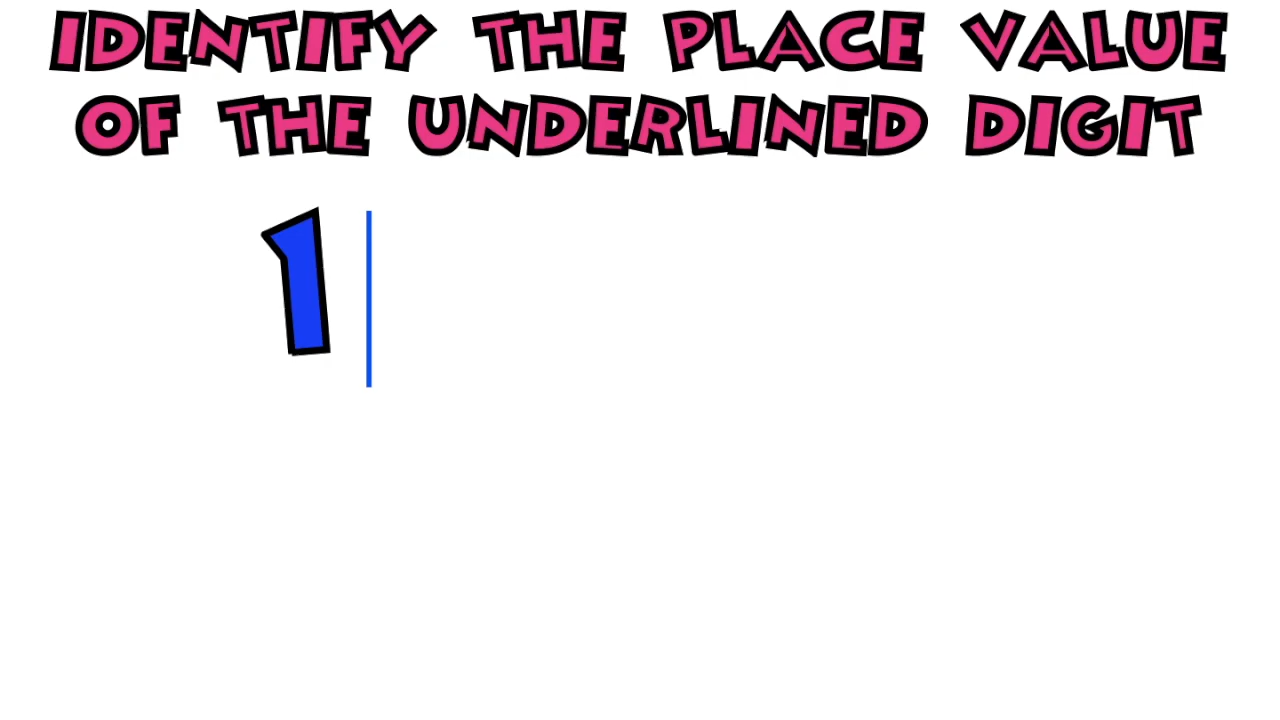 IDENTIFY THE PLACE VALUE
OF THE UNDERLINED DIGIT
1